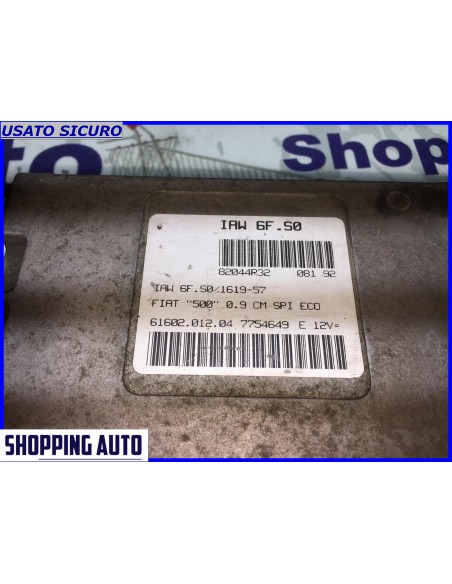 USATO SICURO
Shop
IAW 6F.S0
82044R32 081 92
IAW 6F.S0/1619-57
FIAT "500" 0.9 CM SPI ECO
61602.012.04 7754649 E 12V=
SHOPPING AUTO